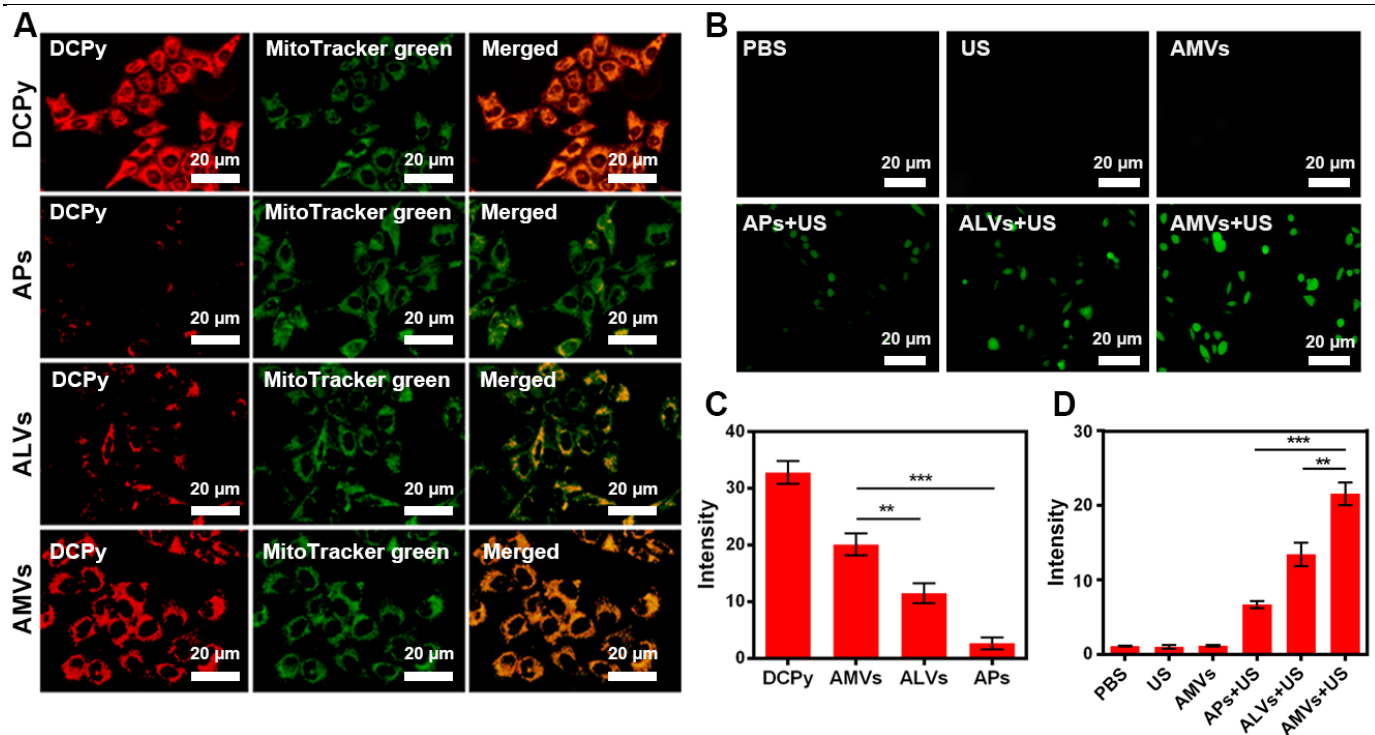 A
DCPy
DCPy
MitoTracker green
Merged
20 µm
20 µm
20 µm
APs
DCPy
MitoTracker green
Merged
20 µm
20 µm
20 µm
ALVs
DCPy
MitoTracker green
Merged
20 µm
20 µm
20 µm
AMVs
DCPy
MitoTracker green
Merged
20 µm
20 µm
20 µm
B
PBS
US
AMVs
20 µm
20 µm
20 µm
APs+US
ALVs+US
AMVs+US
20 µm
20 µm
20 µm
C
Intensity
40
30
20
10
0
***
**
DCPy
AMVs
ALVs
APs
D
Intensity
30
20
10
0
***
**
PBS
US
AMVs
APs+US
ALVs+US
AMVs+US